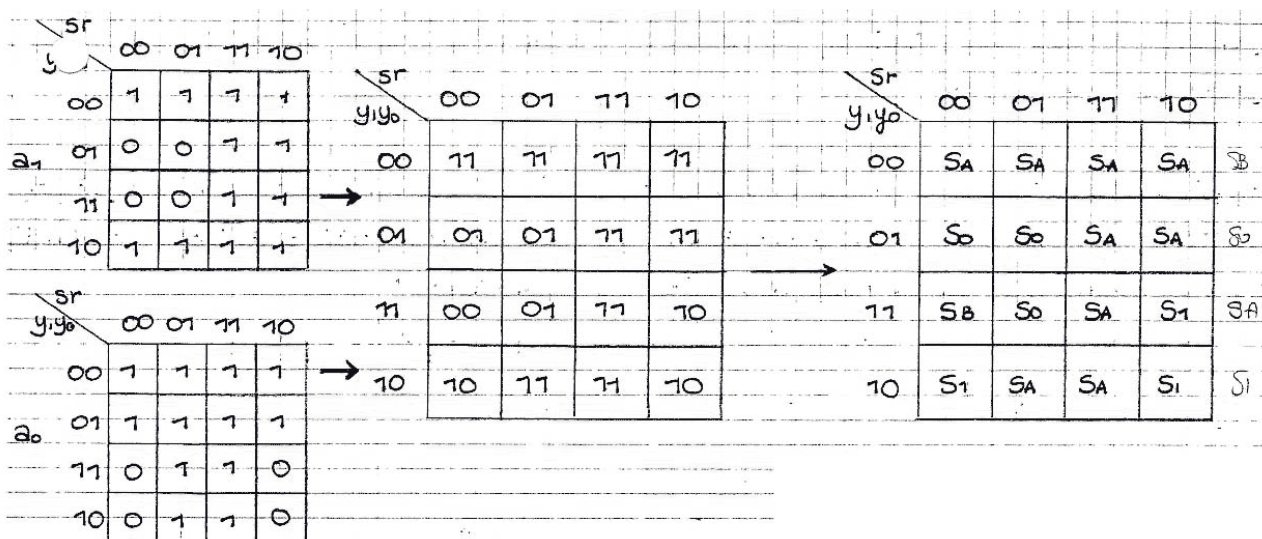 sr
y
00 01 11 10
00 1 1 1 1
a1
01 0 0 1 1
11 0 0 1 1
10 1 1 1 1
sr
y1y0
00 01 11 10
00 1 1 1 1
a0
01 1 1 1 1
11 0 1 1 0
10 0 1 1 0
sr
y1y0
00 01 11 10
00 11 11 11 11
01 01 01 11 11
11 00 01 11 10
10 10 11 11 10
sr
y1y0
00 01 11 10
00 SA SA SA SA SB
01 S0 S0 SA SA S0
11 SB S0 SA S1 SA
10 S1 SA SA S1 S1